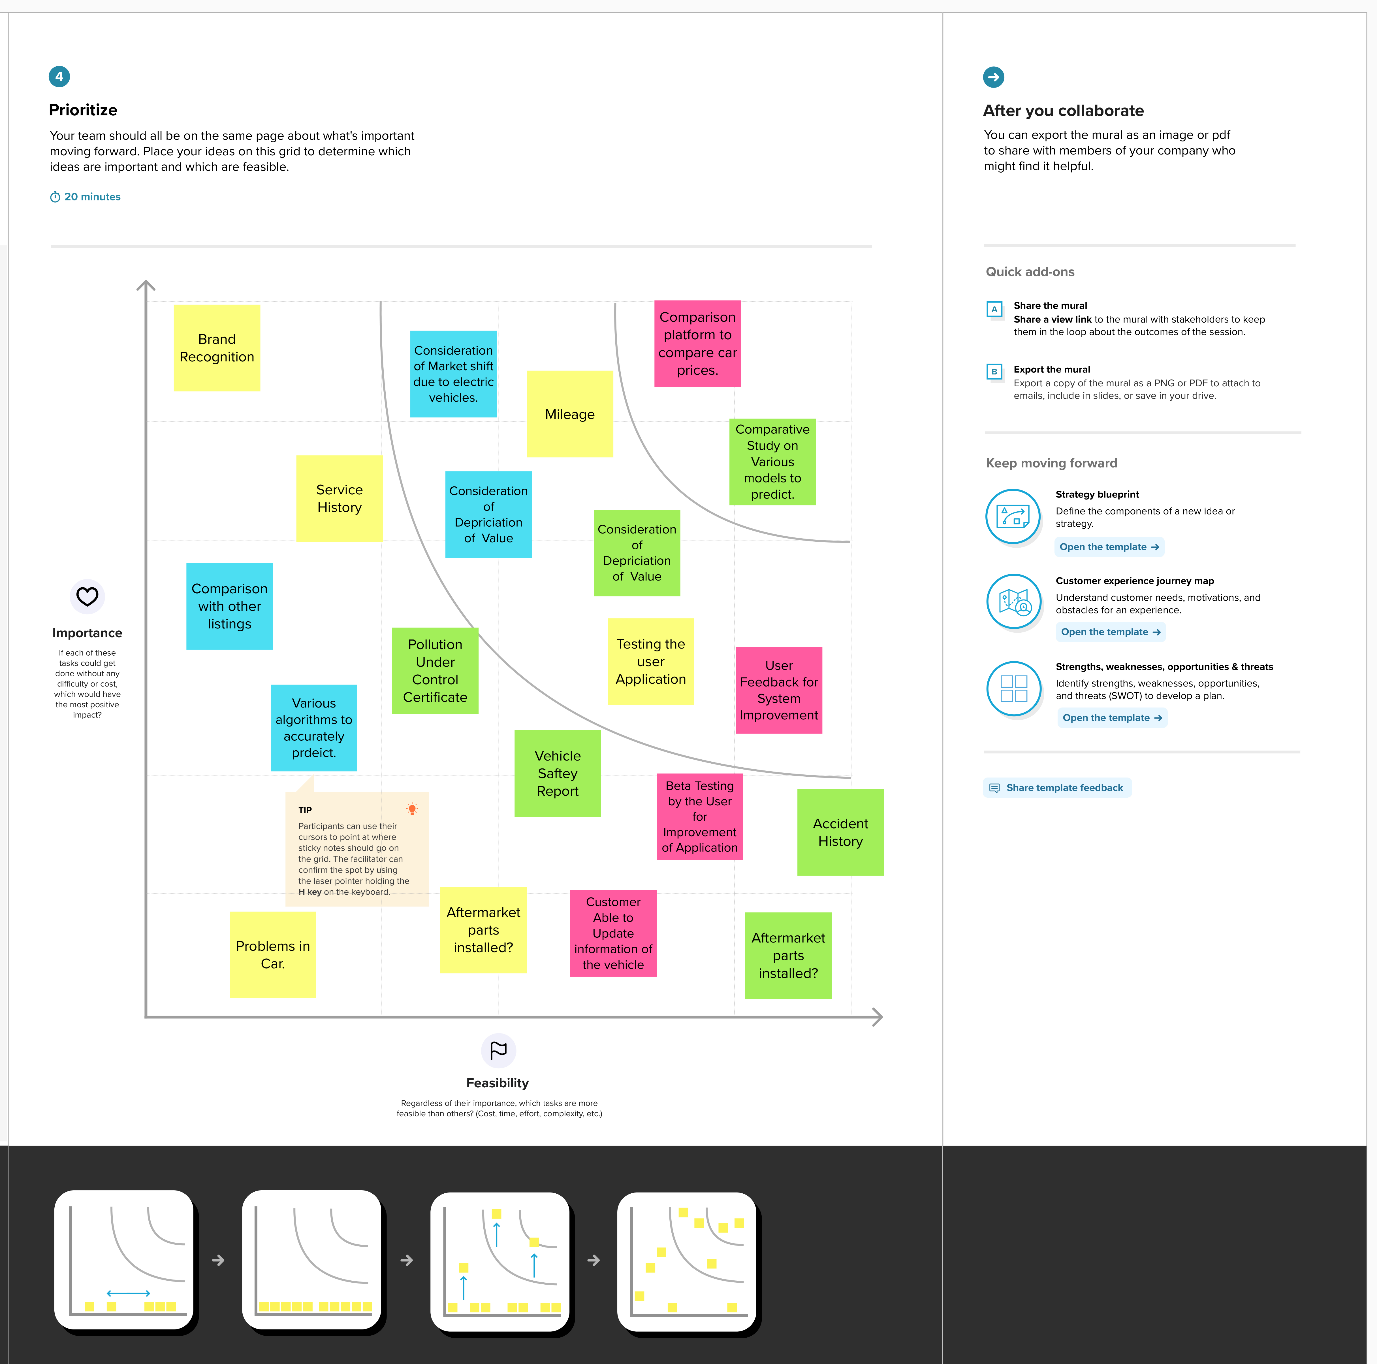 4
Prioritize
Your team should all be on the same page about what's important
moving forward. Place your ideas on this grid to determine which
ideas are important and which are feasible.
20 minutes
Brand
Recognition
Consideration
of Market shift
due to electric
vehicles.
Mileage
Comparison
platform to
compare car
prices.
Comparative
Study on
Various
models to
predict.
Service
History
Consideration
of
Depriciation
of Value
Consideration
of
Depriciation
of Value
Comparison
with other
listings
Pollution
Under
Control
Certificate
Testing the
user
Application
User
Feedback for
System
Improvement
Various
algorithms to
accurately
prdeict.
Vehicle
Saftey
Report
Beta Testing
by the User
for
Improvement
of Application
Accident
History
TIP
Participants can use their
cursors to point at where
sticky notes should go on
the grid. The facilitator can
confirm the spot by using
the laser pointer holding the
H key on the keyboard.
Problems in
Car.
Aftermarket
parts
installed?
Customer
Able to
Update
information of
the vehicle
Aftermarket
parts
installed?
Importance
If each of these
tasks could get
done without any
difficulty or cost,
which would have
the most positive
impact?
Feasibility
Regardless of their importance, which tasks are more
feasible than others? (Cost, time, effort, complexity, etc.)
After you collaborate
You can export the mural as an image or pdf
to share with members of your company who
might find it helpful.
Quick add-ons
A
Share the mural
Share a view link to the mural with stakeholders to keep
them in the loop about the outcomes of the session.
B
Export the mural
Export a copy of the mural as a PNG or PDF to attach to
emails, include in slides, or save in your drive.
Keep moving forward
Strategy blueprint
Define the components of a new idea or
strategy.
Open the template →
Customer experience journey map
Understand customer needs, motivations, and
obstacles for an experience.
Open the template →
Strengths, weaknesses, opportunities & threats
Identify strengths, weaknesses, opportunities,
and threats (SWOT) to develop a plan.
Open the template →
Share template feedback